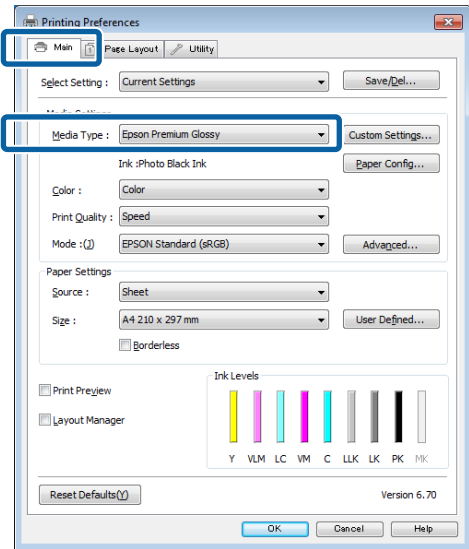 Printing Preferences
Main Page Layout Utility
Select Setting : Current Settings Save/Del...
Media Settings
Media Type : Epson Premium Glossy Custom Settings...
Ink :Photo Black Ink Paper Config...
Color : Color
Print Quality : Speed
Mode :(J) EPSON Standard (sRGB) Advanced...
Paper Settings
Source : Sheet
Size : A4 210 x 297 mm User Defined...
Borderless
Ink Levels
Print Preview
Layout Manager
Y VLM LC VM C LLK LK PK MK
Reset Defaults(Y) Version 6.70
OK Cancel Help